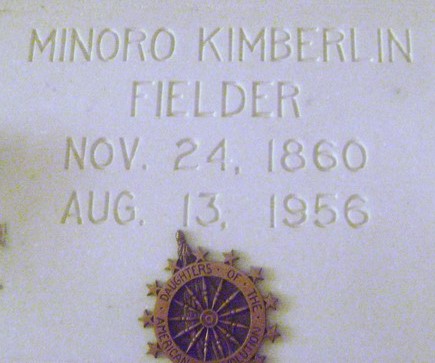 MINORO KIMBERLIN
FIELDER
NOV. 24, 1860
AUG. 13, 1956
DAUGHTERS · OF · THE
AMERICAN REVOLUTION